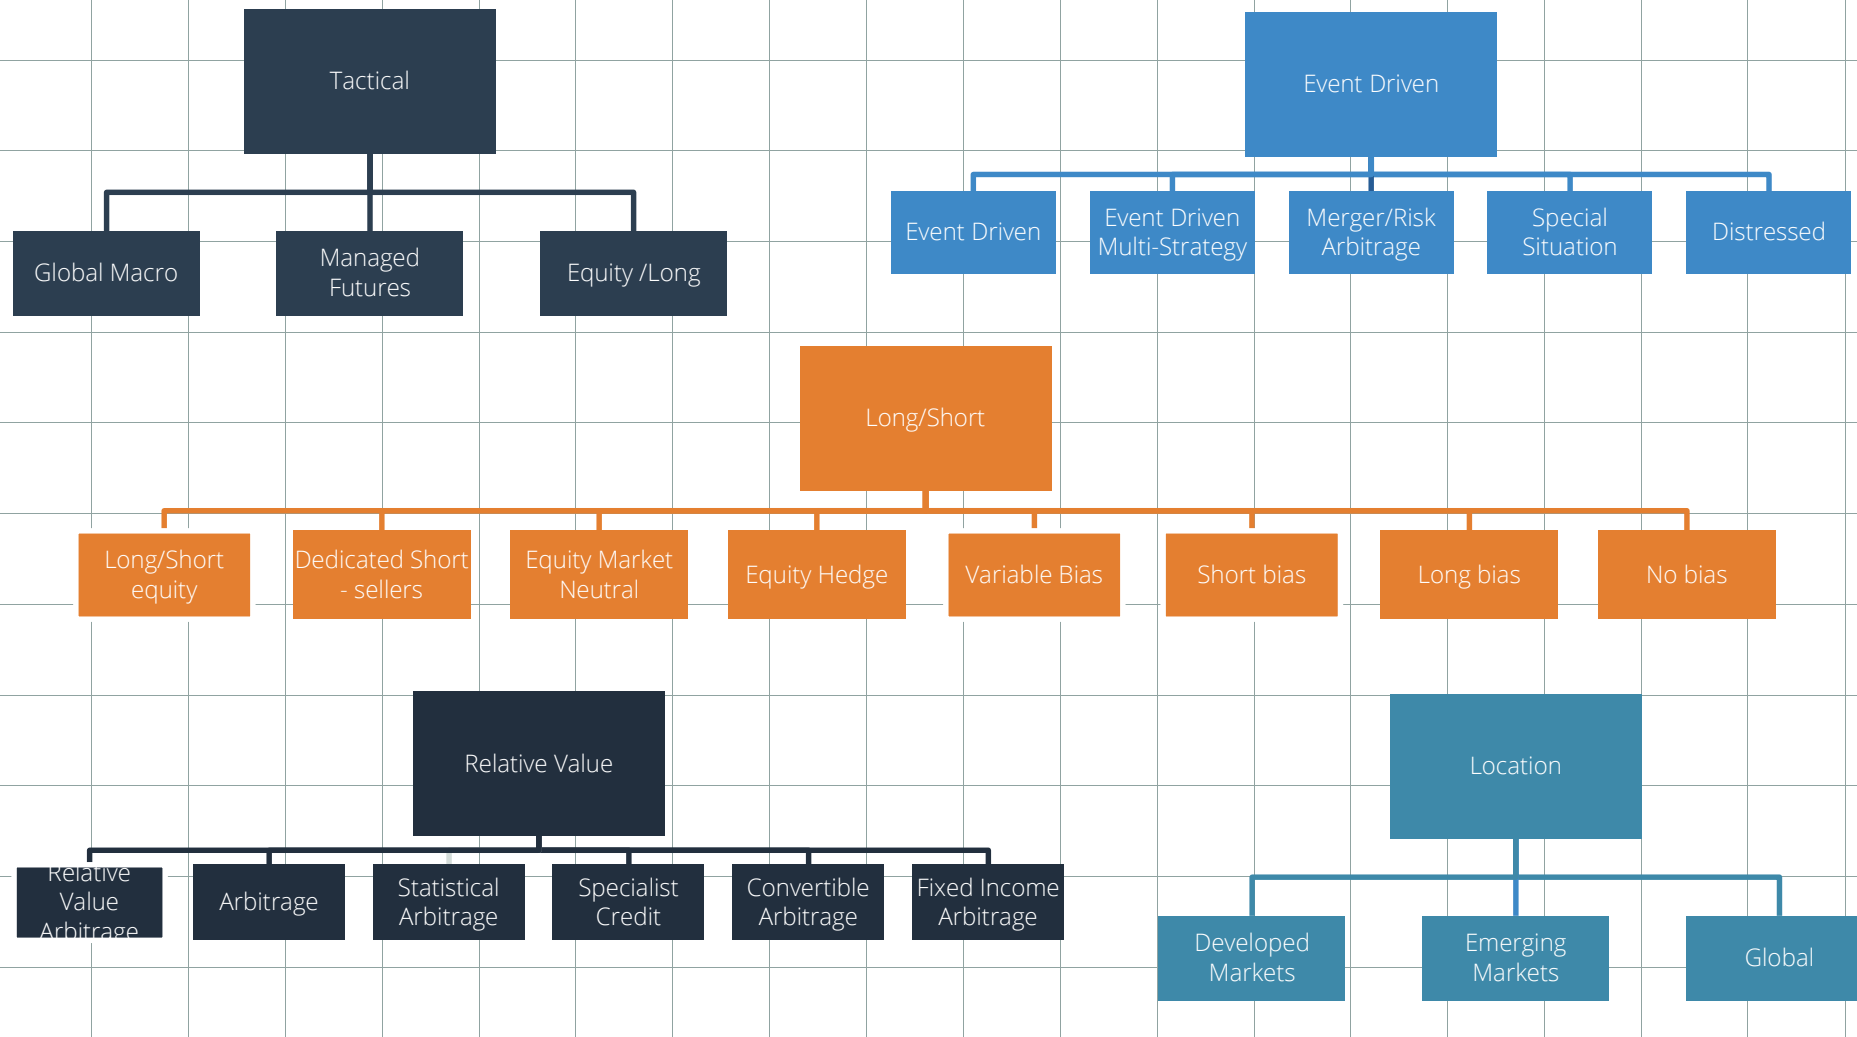 Tactical
Event Driven
Global Macro
Managed
Futures
Equity /Long
Event Driven
Event Driven
Multi-Strategy
Merger/Risk
Arbitrage
Special
Situation
Distressed
Long/Short
Long/Short
equity
Dedicated Short
- sellers
Equity Market
Neutral
Equity Hedge
Variable Bias
Short bias
Long bias
No bias
Relative Value
Location
Relative
Value
Arbitrage
Arbitrage
Statistical
Arbitrage
Specialist
Credit
Convertible
Arbitrage
Fixed Income
Arbitrage
Developed
Markets
Emerging
Markets
Global